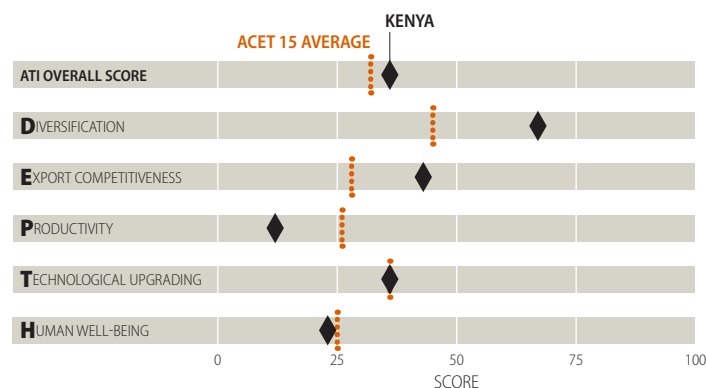 KENYA
ACET 15 AVERAGE
ATI OVERALL SCORE
DIVERSIFICATION
EXPORT COMPETITIVENESS
PRODUCTIVITY
TECHNOLOGICAL UPGRADING
HUMAN WELL-BEING
0 25 50 75 100
SCORE